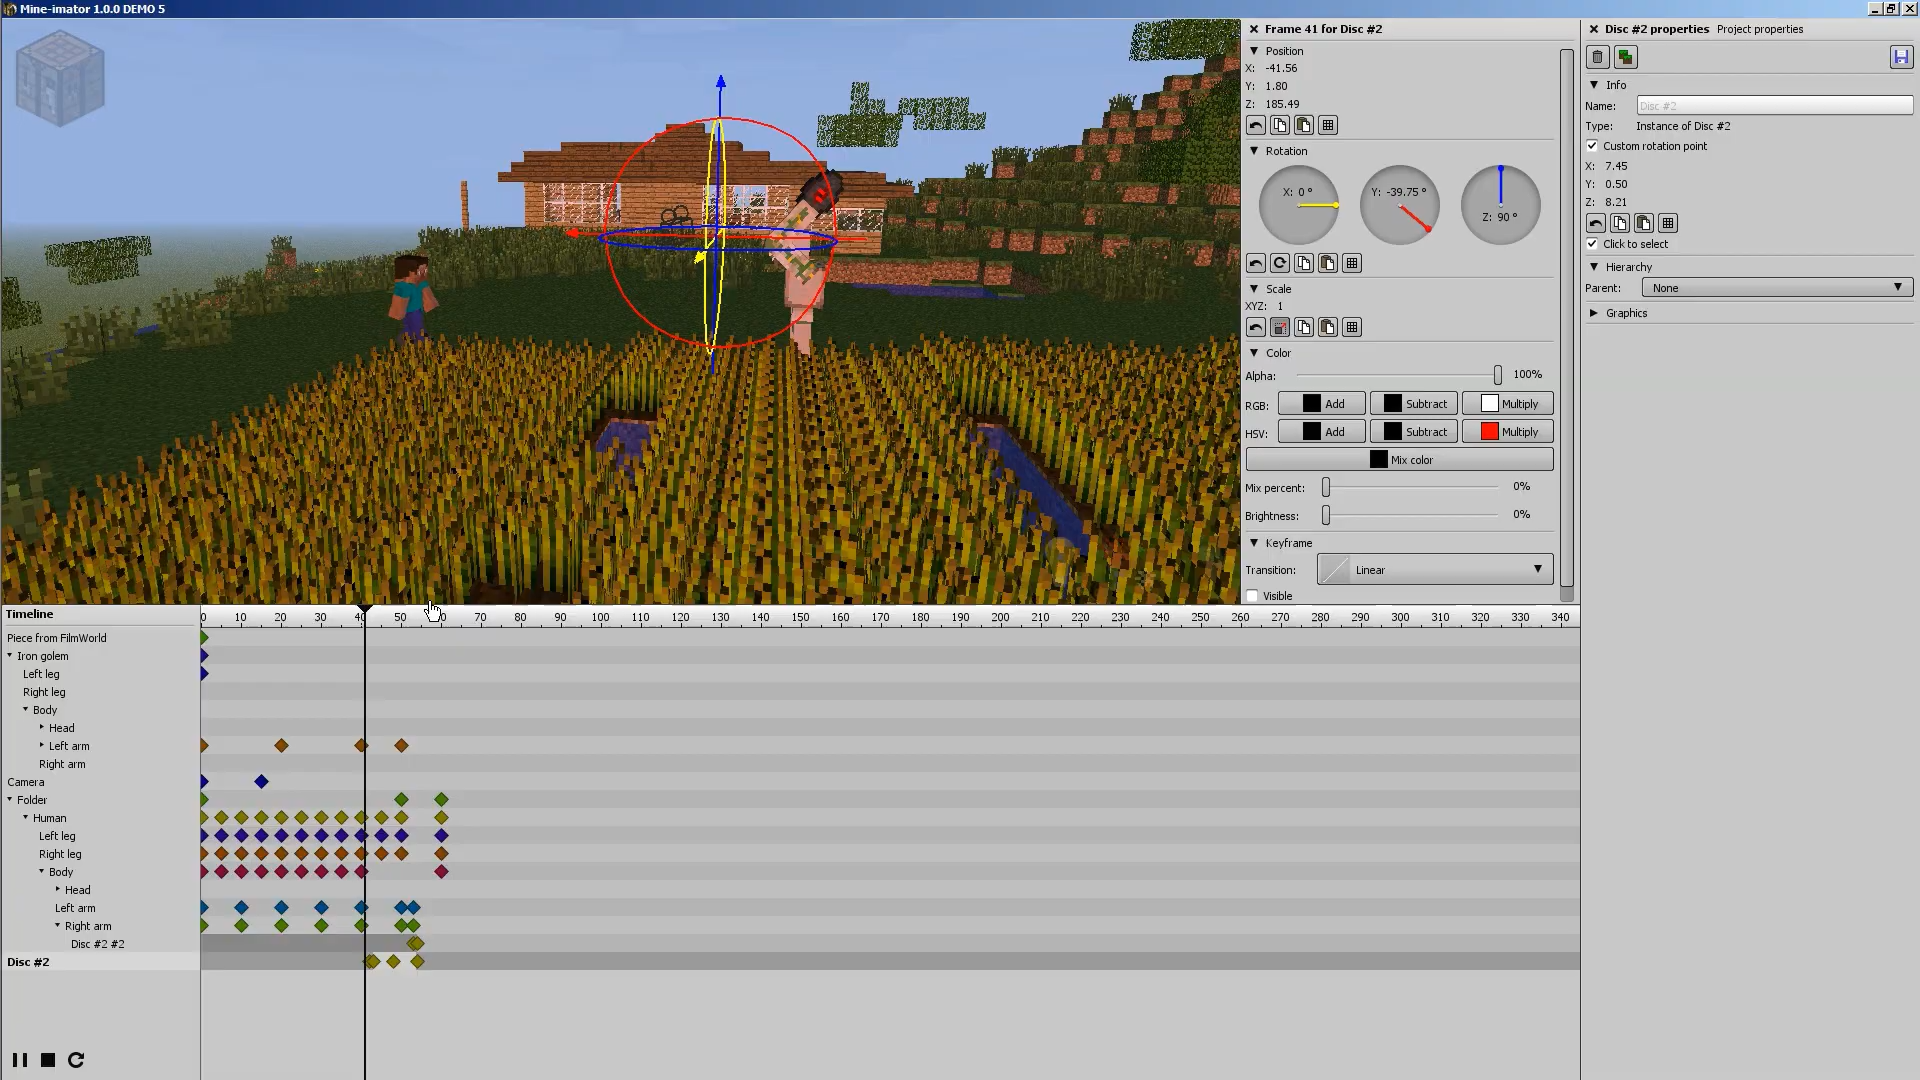 Mine-imator 1.0.0 DEMO 5
Frame 41 for Disc #2
Position
X: -41.56
Y: 1.80
Z: 185.49
Rotation
X: 0 °
Y: -39.75 °
Z: 90 °
Scale
XYZ: 1
Color
Alpha: 100%
RGB: Add Subtract Multiply
HSV: Add Subtract Multiply
Mix color
Mix percent: 0%
Brightness: 0%
Keyframe
Transition: Linear
Visible
Disc #2 properties Project properties
Info
Name: Disc #2
Type: Instance of Disc #2
Custom rotation point
X: 7.45
Y: 0.50
Z: 8.21
Click to select
Hierarchy
Parent: None
Graphics
Timeline
0 10 20 30 40 50 60 70 80 90 100 110 120 130 140 150 160 170 180 190 200 210 220 230 240 250 260 270 280 290 300 310 320 330 340
Piece from FilmWorld
Iron golem
Left leg
Right leg
Body
Head
Left arm
Right arm
Camera
Folder
Human
Left leg
Right leg
Body
Head
Left arm
Right arm
Disc #2 #2
Disc #2